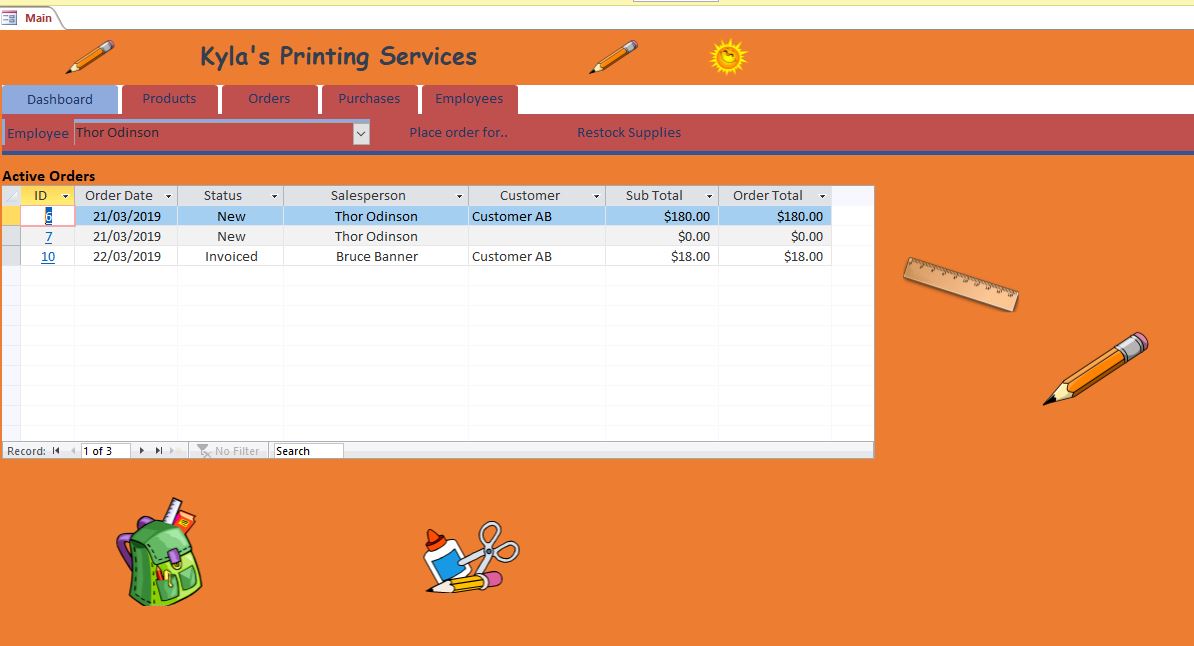 Main
Kyla's Printing Services
Dashboard Products Orders Purchases Employees
Employee Thor Odinson Place order for.. Restock Supplies
Active Orders
ID Order Date Status Salesperson Customer Sub Total Order Total
6 21/03/2019 New Thor Odinson Customer AB $180.00 $180.00
7 21/03/2019 New Thor Odinson $0.00 $0.00
10 22/03/2019 Invoiced Bruce Banner Customer AB $18.00 $18.00
Record: 1 of 3 No Filter Search